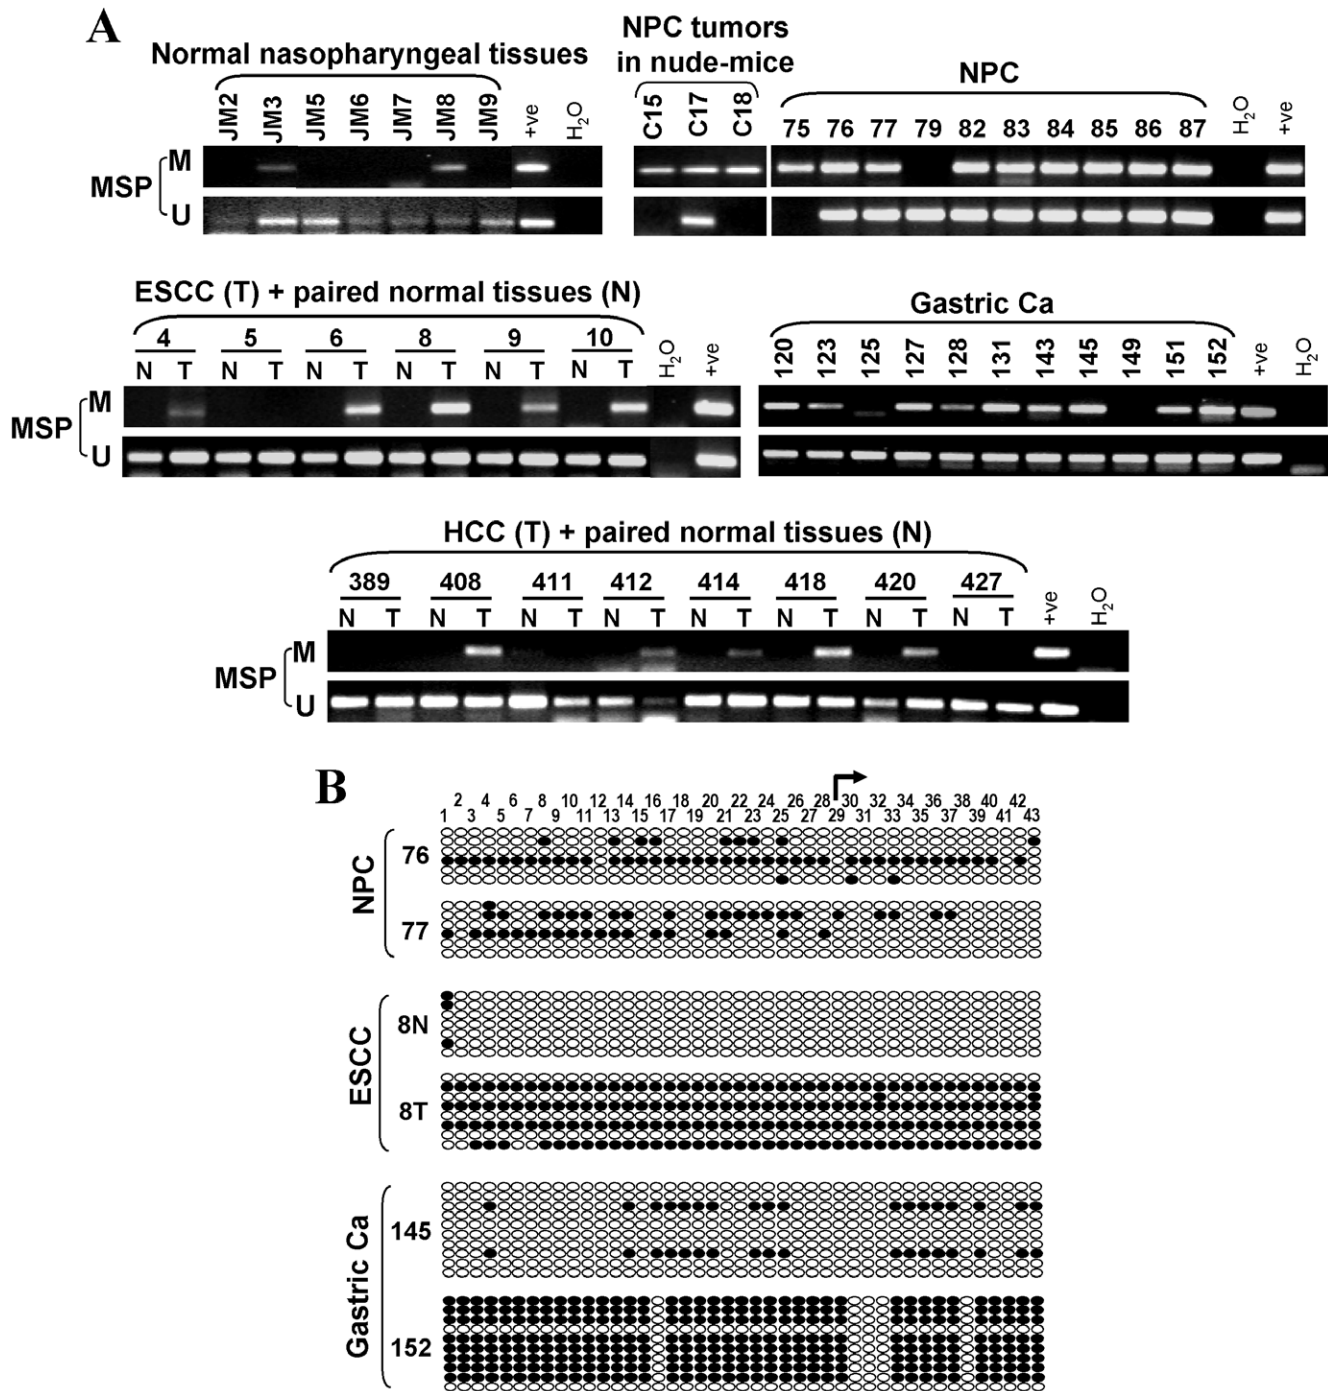 A
Normal nasopharyngeal tissues
JM2 JM3 JM5 JM6 JM7 JM8 JM9 +ve H2O
NPC tumors
in nude-mice
C15 C17 C18
NPC
75 76 77 79 82 83 84 85 86 87 H2O +ve
MSP
M
U
ESCC (T) + paired normal tissues (N)
4 5 6 8 9 10
N T N T N T N T N T N T H2O +ve
Gastric Ca
120 123 125 127 128 131 143 145 149 151 152 +ve H2O
MSP
M
U
HCC (T) + paired normal tissues (N)
389 408 411 412 414 418 420 427
N T N T N T N T N T N T N T N T +ve H2O
MSP
M
U
B
2 4 6 8 10 12 14 16 18 20 22 24 26 28 30 32 34 36 38 40 42
1 3 5 7 9 11 13 15 17 19 21 23 25 27 29 31 33 35 37 39 41 43
NPC
76
77
ESCC
8N
8T
Gastric Ca
145
152